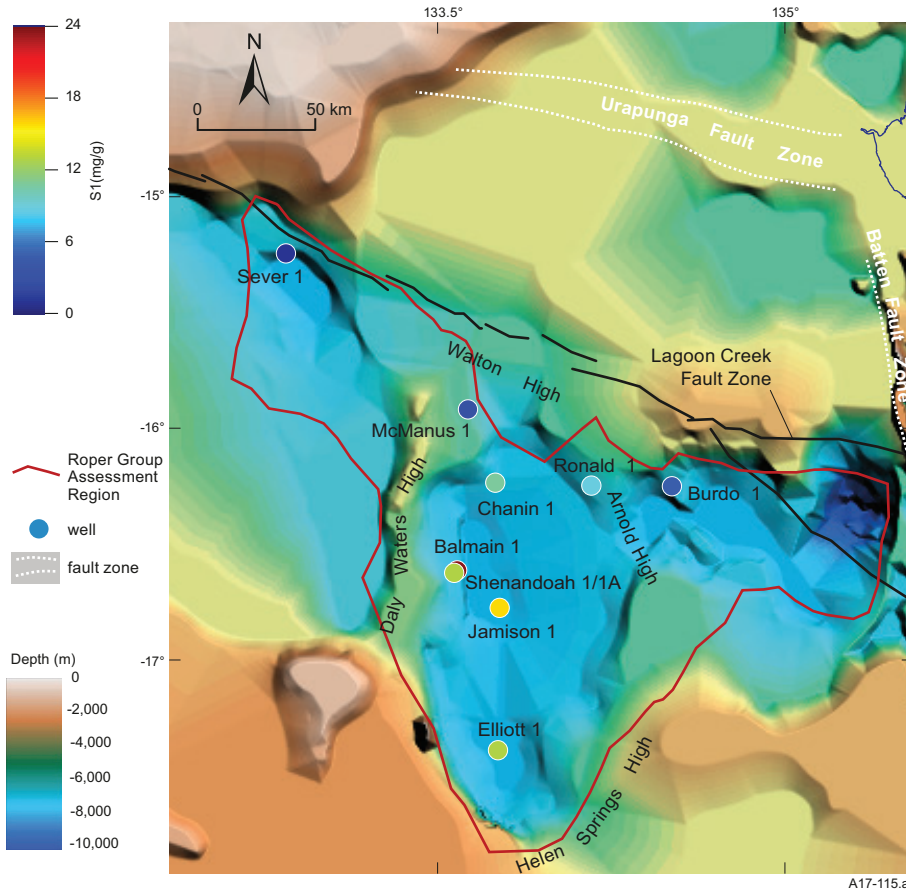 133.5
135
24
18
12
6
0
S1(mg/g)
N
0
50 km
-15°
-16°
-17°
Urapunga Fault Zone
Batten Fault Zone
Sever 1
Walton High
Lagoon Creek
Fault Zone
McManus 1
Ronald 1
Burdo 1
Chanin 1
Arnold High
Daly Waters High
Balmain 1
Shenandoah 1/1A
Jamison 1
Elliott 1
Helen Springs High
Roper Group
Assessment
Region
well
fault zone
Depth (m)
0
-2,000
-4,000
-6,000
-8,000
-10,000
A17-115.a